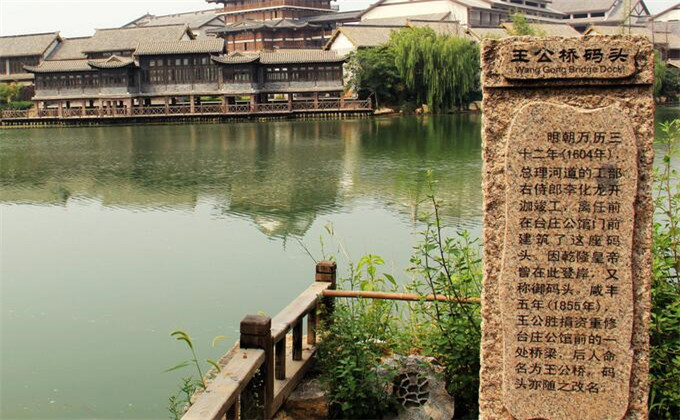 王公桥码头
Wang Gong Bridge Dock
明朝万历三
十二年(1604年)，
总理河道的工部
右侍郎李化龙开
泇竣工，离任前
在台庄公馆门前
建筑了这座码
头，因乾隆皇帝
曾在此登岸，又
称御码头，咸丰
五年(1855年)，
王公胜捐资重修
台庄公馆前的一
处桥梁，后人命
名为王公桥，码
头亦随之改名。